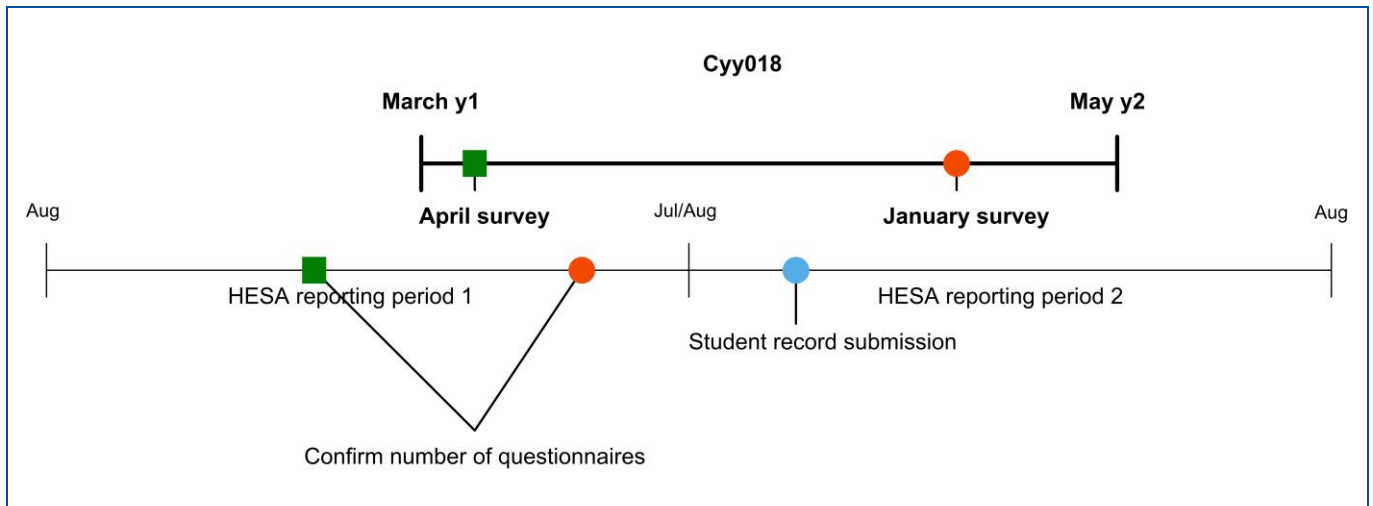 Cyy018
March y1
May y2
April survey
January survey
Aug
Jul/Aug
Aug
HESA reporting period 1
HESA reporting period 2
Student record submission
Confirm number of questionnaires